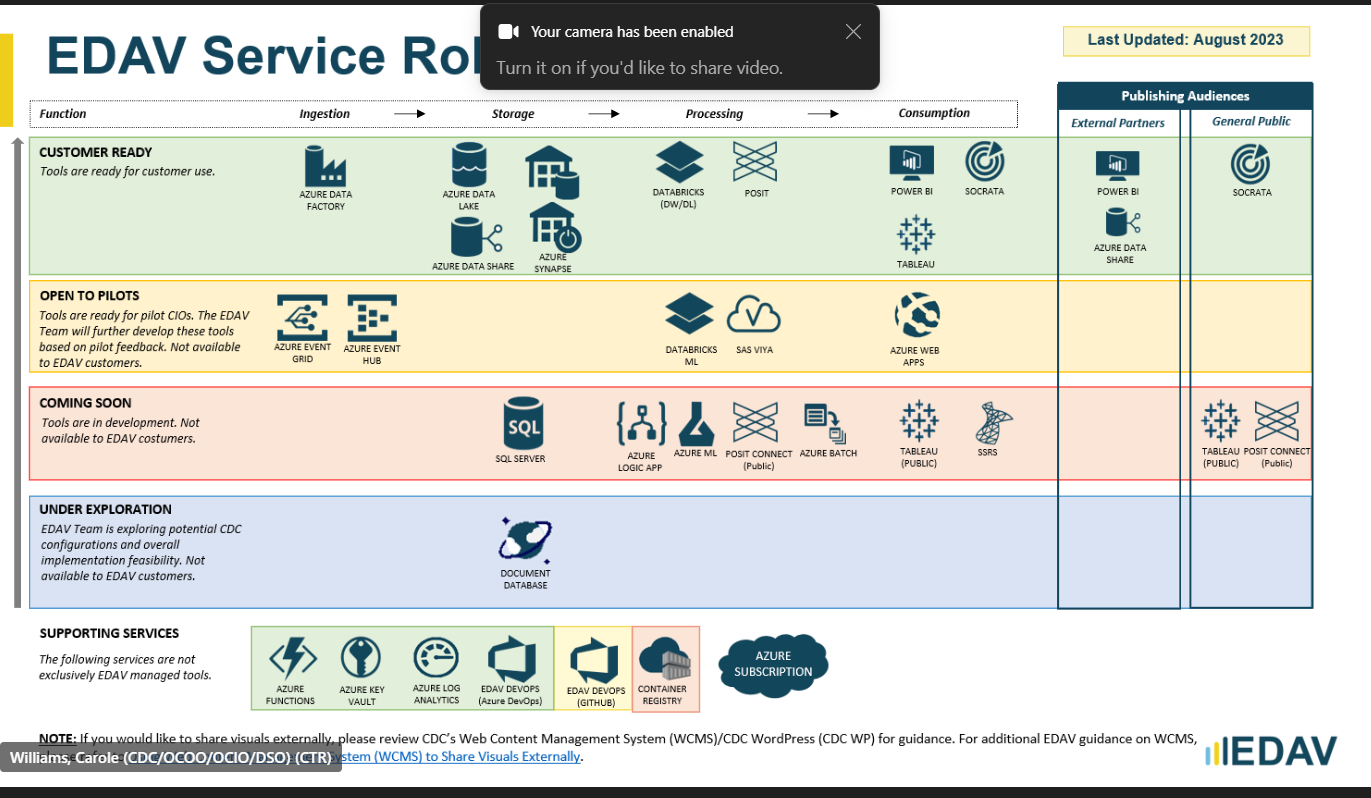 Your camera has been enabled
Turn it on if you'd like to share video.
EDAV Service
Last Updated: August 2023
Publishing Audiences
External Partners
General Public
Function
Ingestion
Storage
Processing
Consumption
CUSTOMER READY
Tools are ready for customer use.
AZURE DATA
FACTORY
AZURE DATA
LAKE
AZURE DATA SHARE
AZURE
SYNAPSE
DATABRICKS
(DW/DL)
POSIT
POWER BI
SOCRATA
TABLEAU
POWER BI
AZURE DATA
SHARE
SOCRATA
OPEN TO PILOTS
Tools are ready for pilot CIOs. The EDAV
Team will further develop these tools
based on pilot feedback. Not available
to EDAV customers.
AZURE EVENT
GRID
AZURE EVENT
HUB
DATABRICKS
ML
SAS VIYA
AZURE WEB
APPS
COMING SOON
Tools are in development. Not
available to EDAV costumers.
SQL
SQL SERVER
AZURE
LOGIC APP
AZURE ML
POSIT CONNECT
(Public)
AZURE BATCH
TABLEAU
(PUBLIC)
SSRS
TABLEAU
(PUBLIC)
POSIT CONNECT
(Public)
UNDER EXPLORATION
EDAV Team is exploring potential CDC
configurations and overall
implementation feasibility. Not
available to EDAV customers.
DOCUMENT
DATABASE
SUPPORTING SERVICES
The following services are not
exclusively EDAV managed tools.
AZURE
FUNCTIONS
AZURE KEY
VAULT
AZURE LOG
ANALYTICS
EDAV DEVOPS
(Azure DevOps)
EDAV DEVOPS
(GITHUB)
CONTAINER
REGISTRY
AZURE
SUBSCRIPTION
NOTE: If you would like to share visuals externally, please review CDC's Web Content Management System (WCMS)/CDC WordPress (CDC WP) for guidance. For additional EDAV guidance on WCMS,
System (WCMS) to Share Visuals Externally.
Williams, Carole (CDC/OCOO/OCIO/DSO) (CTR)
EDAV